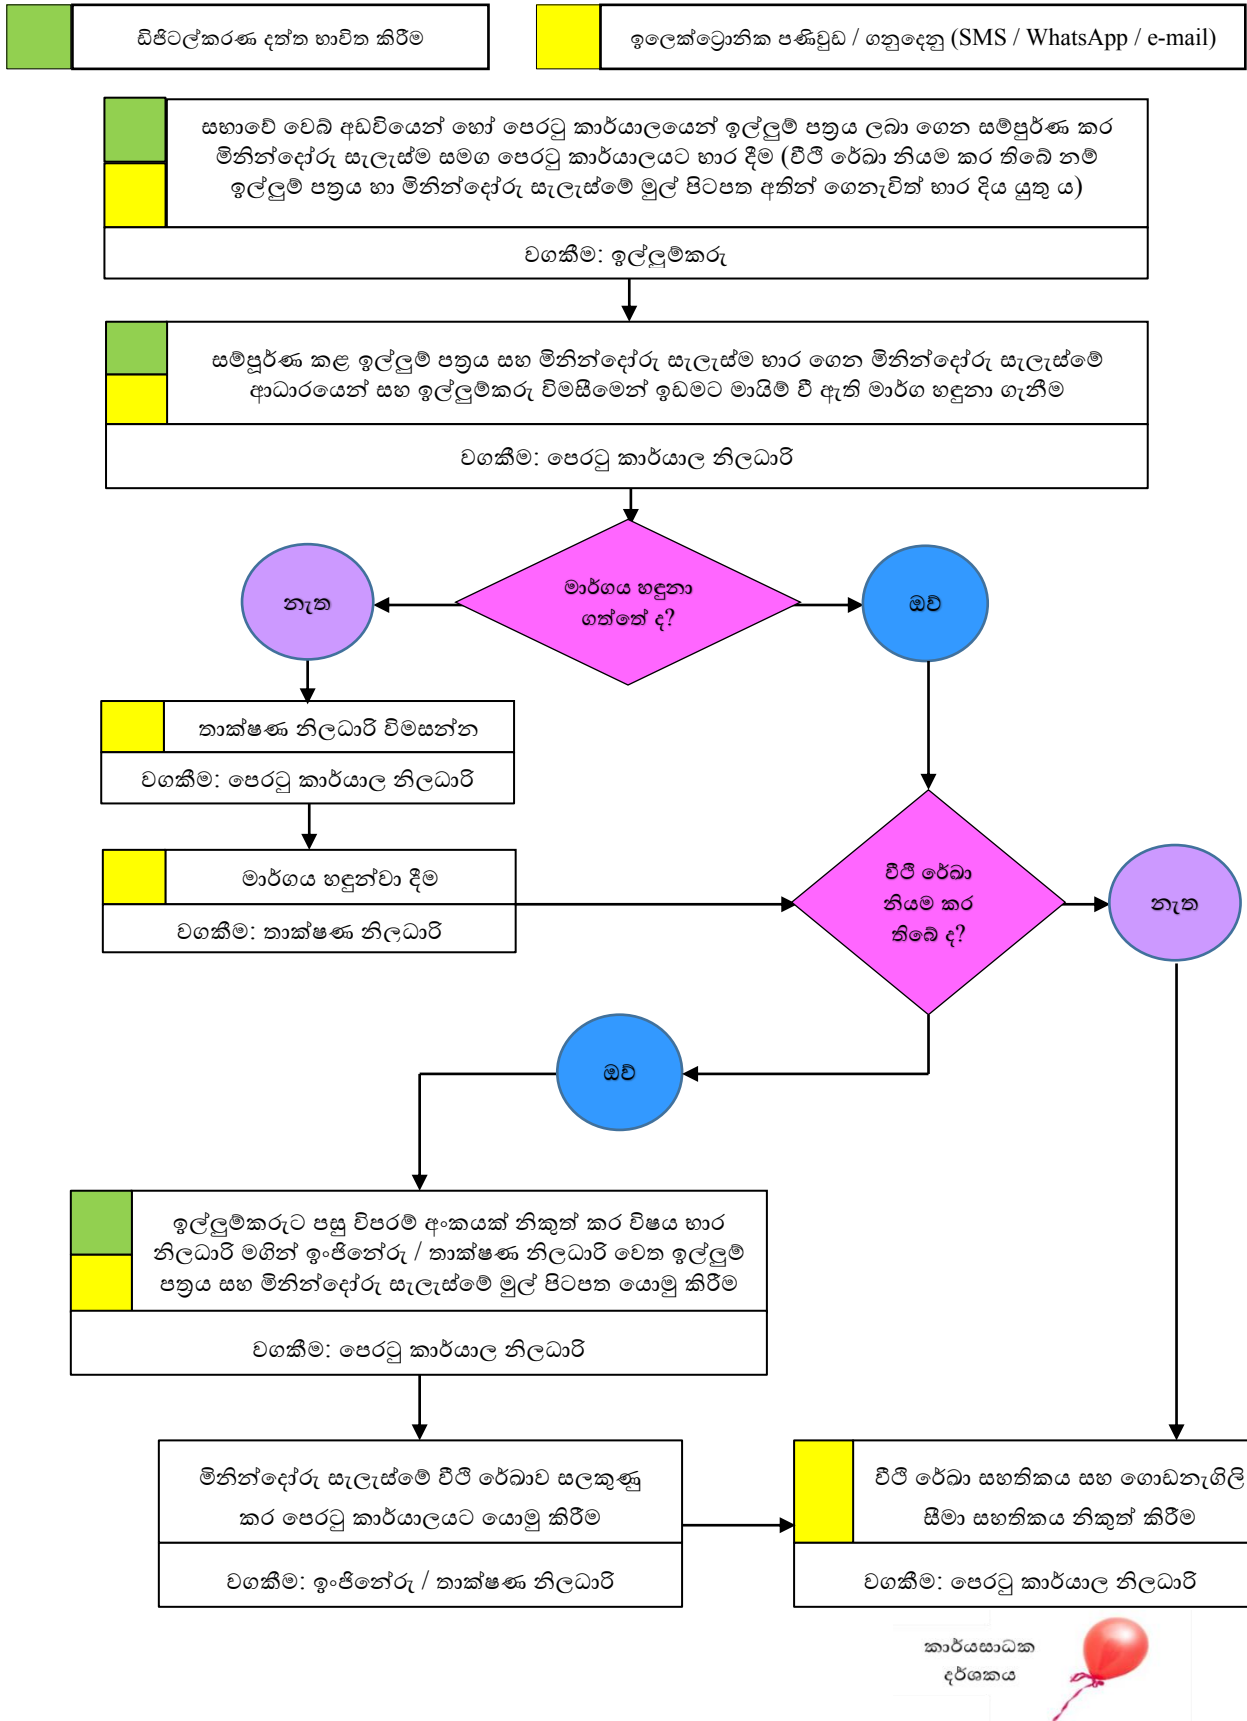 ඩිජිටල්කරණ දත්ත භාවිත කිරීම
ඉලෙක්ට්‍රොනික පණිවුඩ / ගනුදෙනු (SMS / WhatsApp / e-mail)
සභාවේ වෙබ් අඩවියෙන් හෝ පෙරටු කාර්යාලයෙන් ඉල්ලුම් පත්‍රය ලබා ගෙන සම්පුර්ණ කර
මිනින්දෝරු සැලැස්ම සමග පෙරටු කාර්යාලයට භාර දීම (වීථි රේඛා නියම කර තිබේ නම්
ඉල්ලුම් පත්‍රය හා මිනින්දෝරු සැලැස්මේ මුල් පිටපත අතින් ගෙනැවිත් භාර දිය යුතු ය)
වගකීම: ඉල්ලුම්කරු
සම්පූර්ණ කළ ඉල්ලුම් පත්‍රය සහ මිනින්දෝරු සැලැස්ම භාර ගෙන මිනින්දෝරු සැලැස්මේ
ආධාරයෙන් සහ ඉල්ලුම්කරු විමසීමෙන් ඉඩමට මායිම් වී ඇති මාර්ග හඳුනා ගැනීම
වගකීම: පෙරටු කාර්යාල නිලධාරි
මාර්ගය හඳුනා
ගත්තේ ද?
නැත
ඔව්
තාක්ෂණ නිලධාරි විමසන්න
වගකීම: පෙරටු කාර්යාල නිලධාරි
මාර්ගය හඳුන්වා දීම
වගකීම: තාක්ෂණ නිලධාරි
වීථි රේඛා
නියම කර
තිබේ ද?
නැත
ඔව්
ඉල්ලුම්කරුට පසු විපරම් අංකයක් නිකුත් කර විෂය භාර
නිලධාරි මගින් ඉංජිනේරු / තාක්ෂණ නිලධාරි වෙත ඉල්ලුම්
පත්‍රය සහ මිනින්දෝරු සැලැස්මේ මුල් පිටපත යොමු කිරීම
වගකීම: පෙරටු කාර්යාල නිලධාරි
මිනින්දෝරු සැලැස්මේ වීථි රේඛාව සලකුණු
කර පෙරටු කාර්යාලයට යොමු කිරීම
වගකීම: ඉංජිනේරු / තාක්ෂණ නිලධාරි
වීථි රේඛා සහතිකය සහ ගොඩනැගිලි
සීමා සහතිකය නිකුත් කිරීම
වගකීම: පෙරටු කාර්යාල නිලධාරි
කාර්යසාධක
දර්ශකය